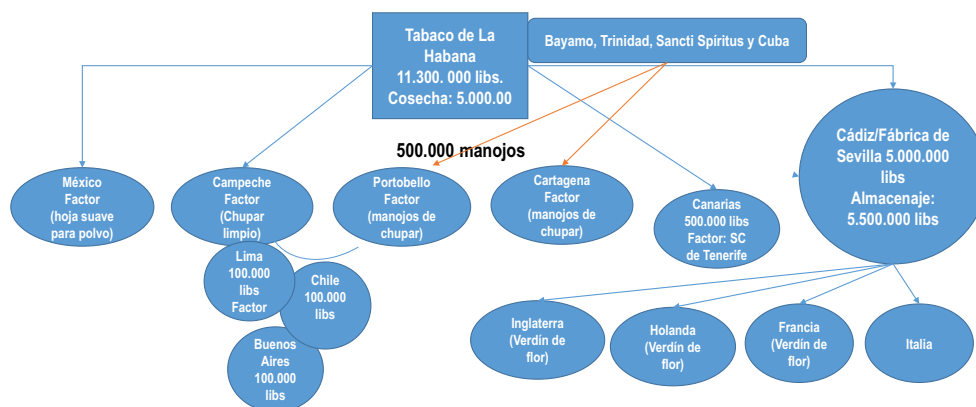 Tabaco de La
Habana
11.300. 000 libs.
Cosecha: 5.000.00
Bayamo, Trinidad, Sancti Spíritus y Cuba
500.000 manojos
México
Factor
(hoja suave
para polvo)
Campeche
Factor
(Chupar
limpio)
Portobello
Factor
(manojos de
chupar)
Cartagena
Factor
(manojos de
chupar)
Canarias
500.000 libs
Factor: SC
de Tenerife
Cádiz/Fábrica de
Sevilla 5.000.000
libs
Almacenaje:
5.500.000 libs
Lima
100.000
libs
Factor
Chile
100.000
libs
Buenos
Aires
100.000
libs
Inglaterra
(Verdín de
flor)
Holanda
(Verdín de
flor)
Francia
(Verdín de
flor)
Italia